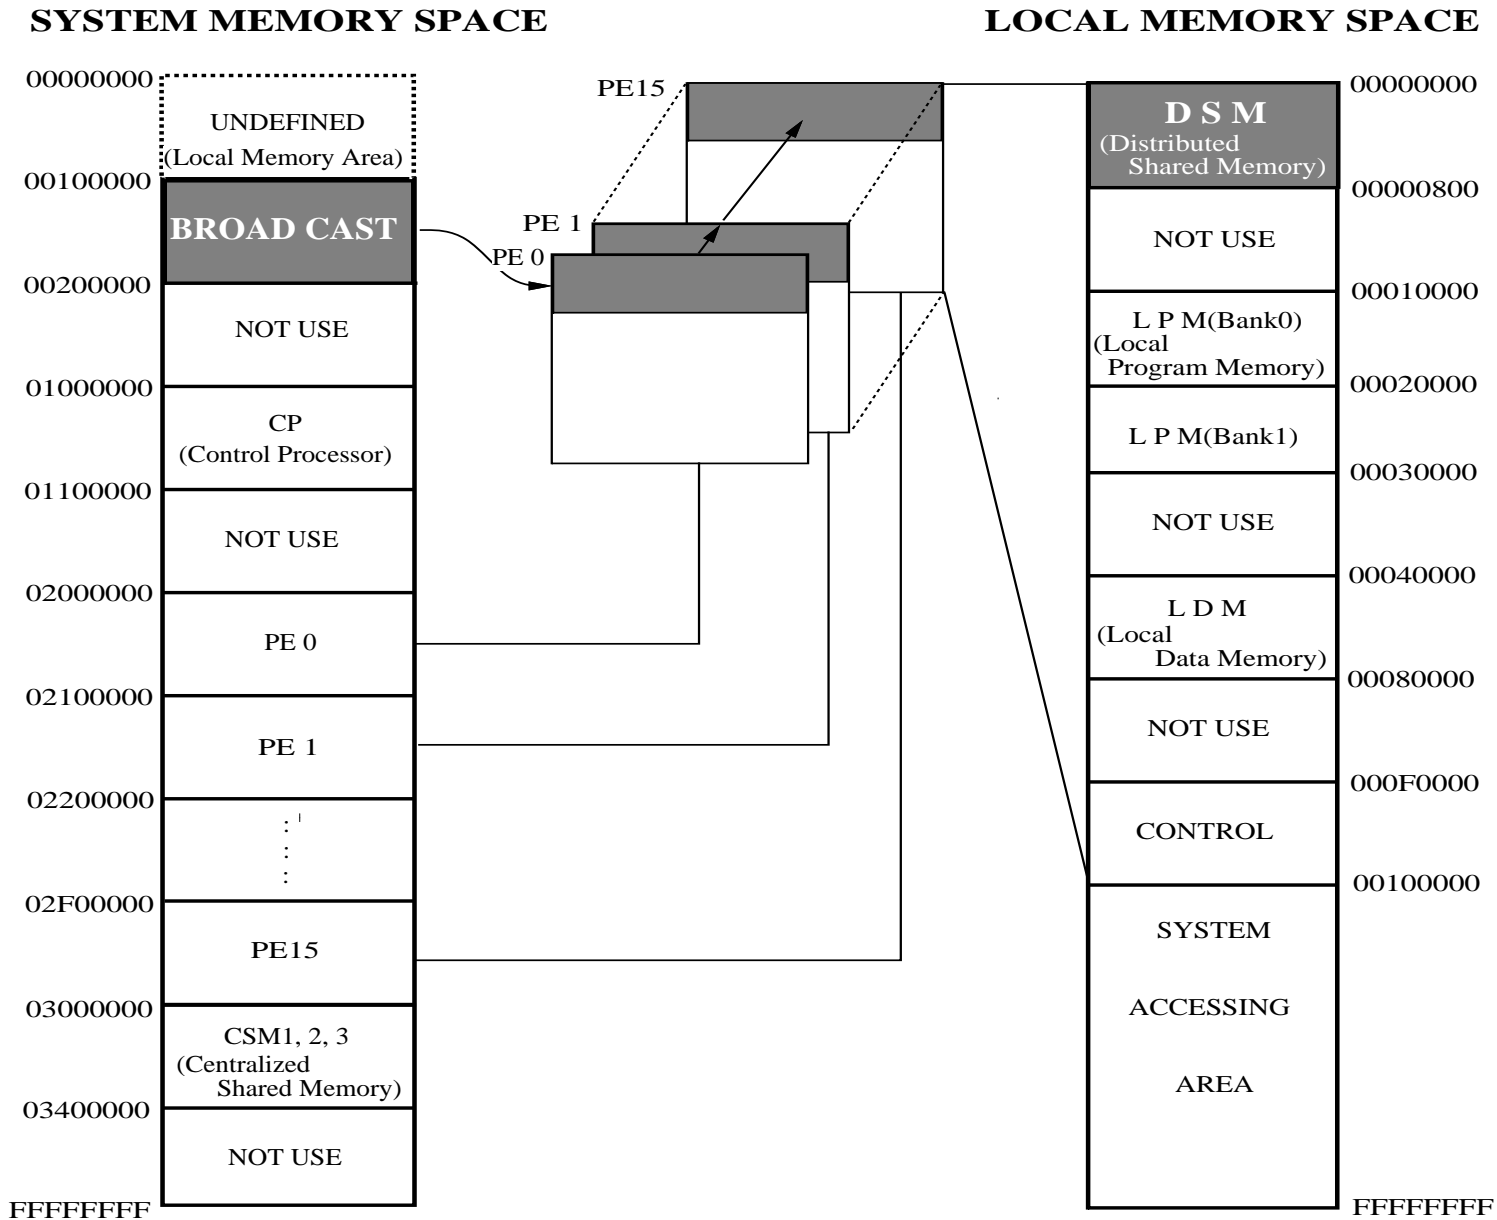 SYSTEM MEMORY SPACE
00000000
UNDEFINED
(Local Memory Area)
00100000
BROAD CAST
00200000
NOT USE
01000000
CP
(Control Processor)
01100000
NOT USE
02000000
PE 0
02100000
PE 1
02200000
02F00000
PE15
03000000
CSM1, 2, 3
(Centralized
Shared Memory)
03400000
NOT USE
FFFFFFFF
PE15
PE 1
PE 0
LOCAL MEMORY SPACE
00000000
D S M
(Distributed
Shared Memory)
00000800
NOT USE
00010000
L P M(Bank0)
(Local
Program Memory)
00020000
L P M(Bank1)
00030000
NOT USE
00040000
L D M
(Local
Data Memory)
00080000
NOT USE
000F0000
CONTROL
00100000
SYSTEM
ACCESSING
AREA
FFFFFFFF